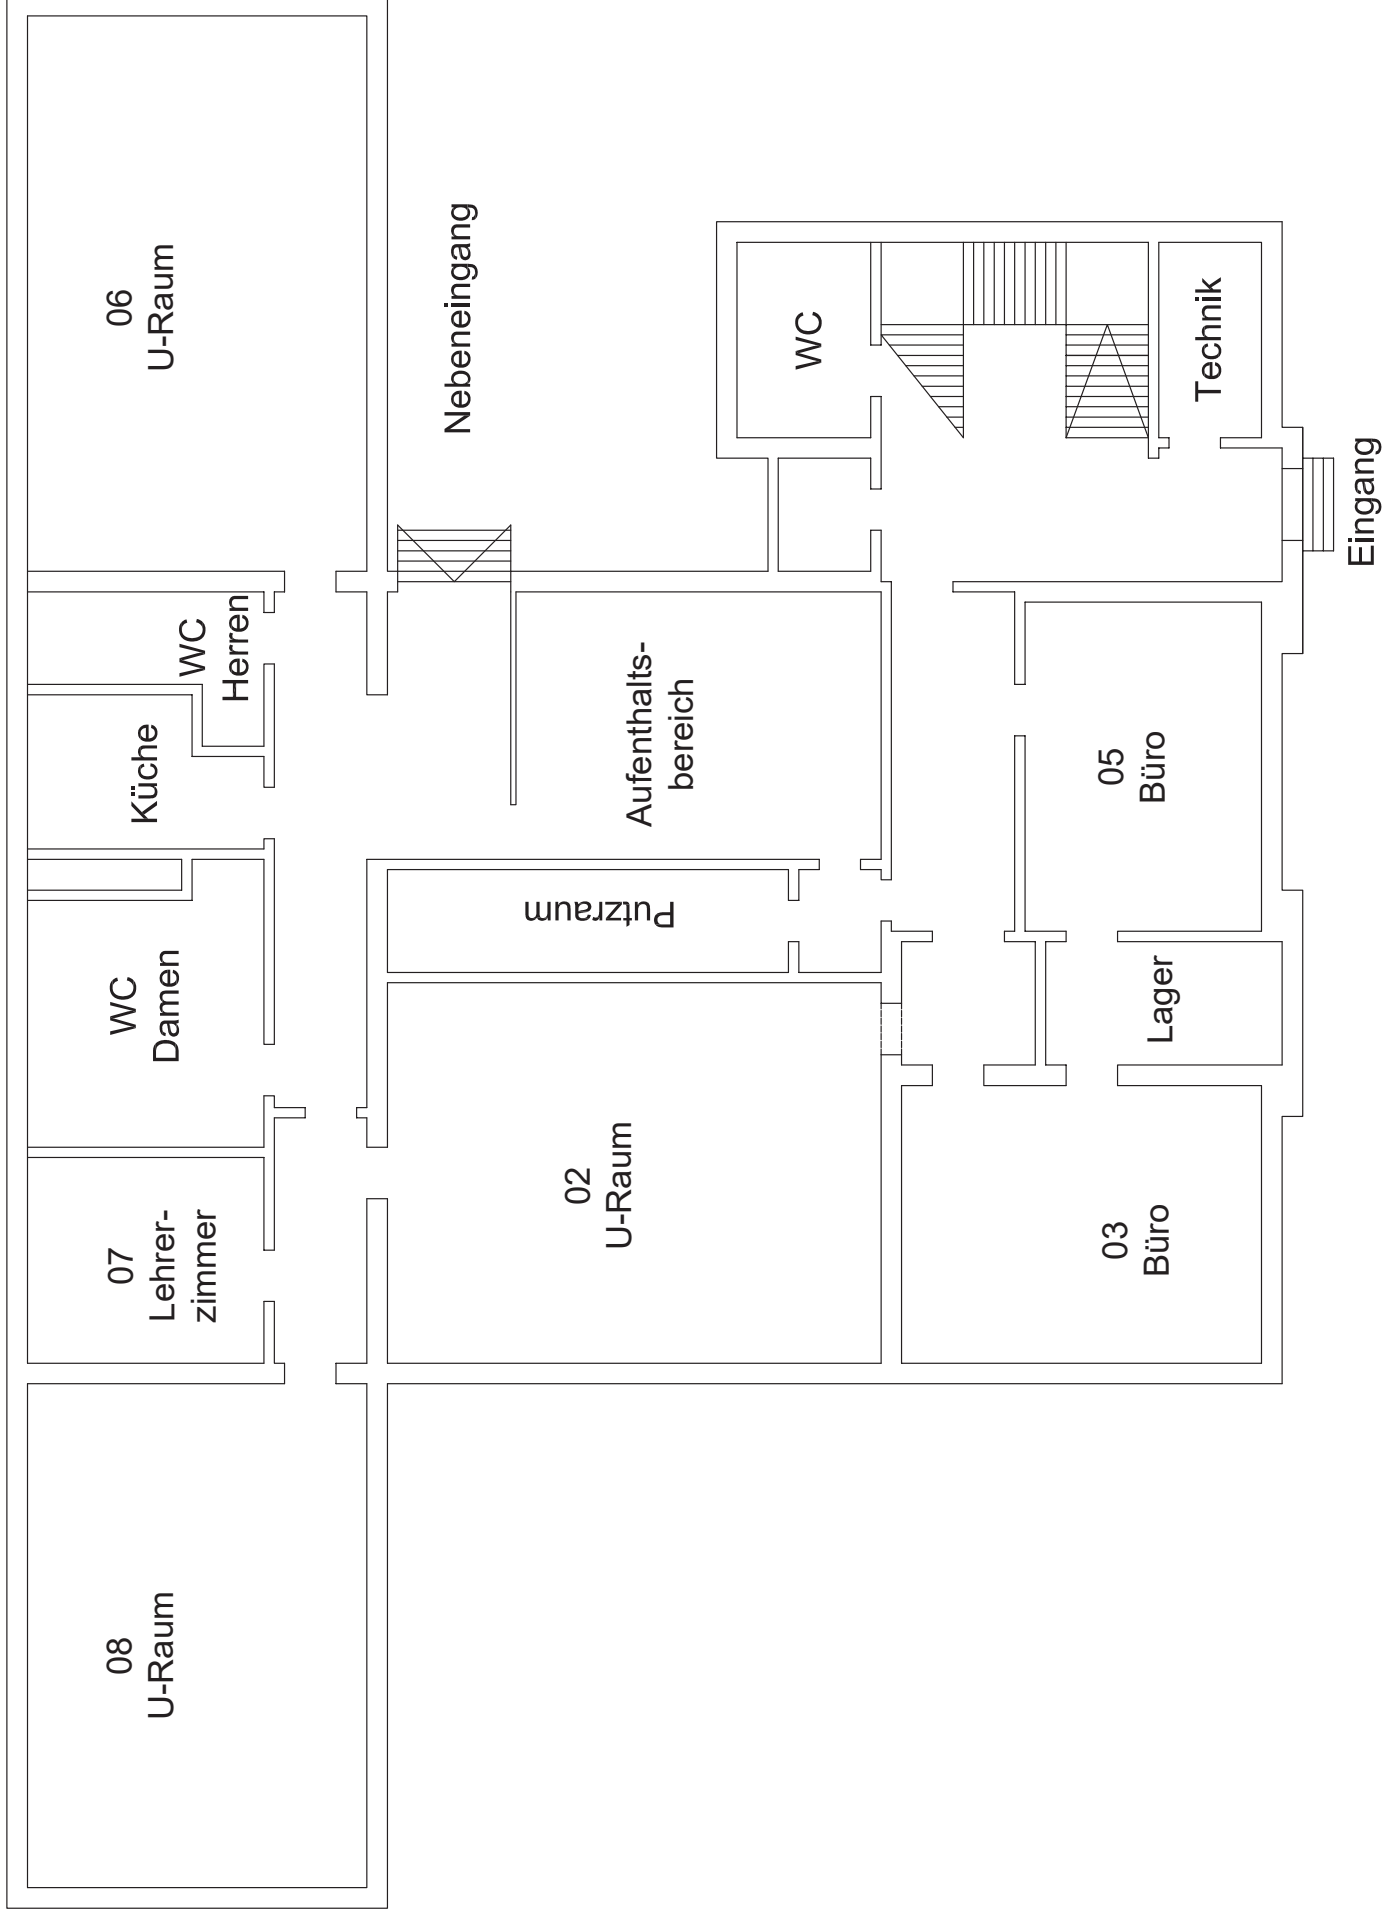 08
U-Raum
07
Lehrer-
zimmer
WC
Damen
Küche
WC
Herren
06
U-Raum
Nebeneingang
02
U-Raum
Putzraum
Aufenthalts-
bereich
WC
03
Büro
Lager
05
Büro
Technik
Eingang